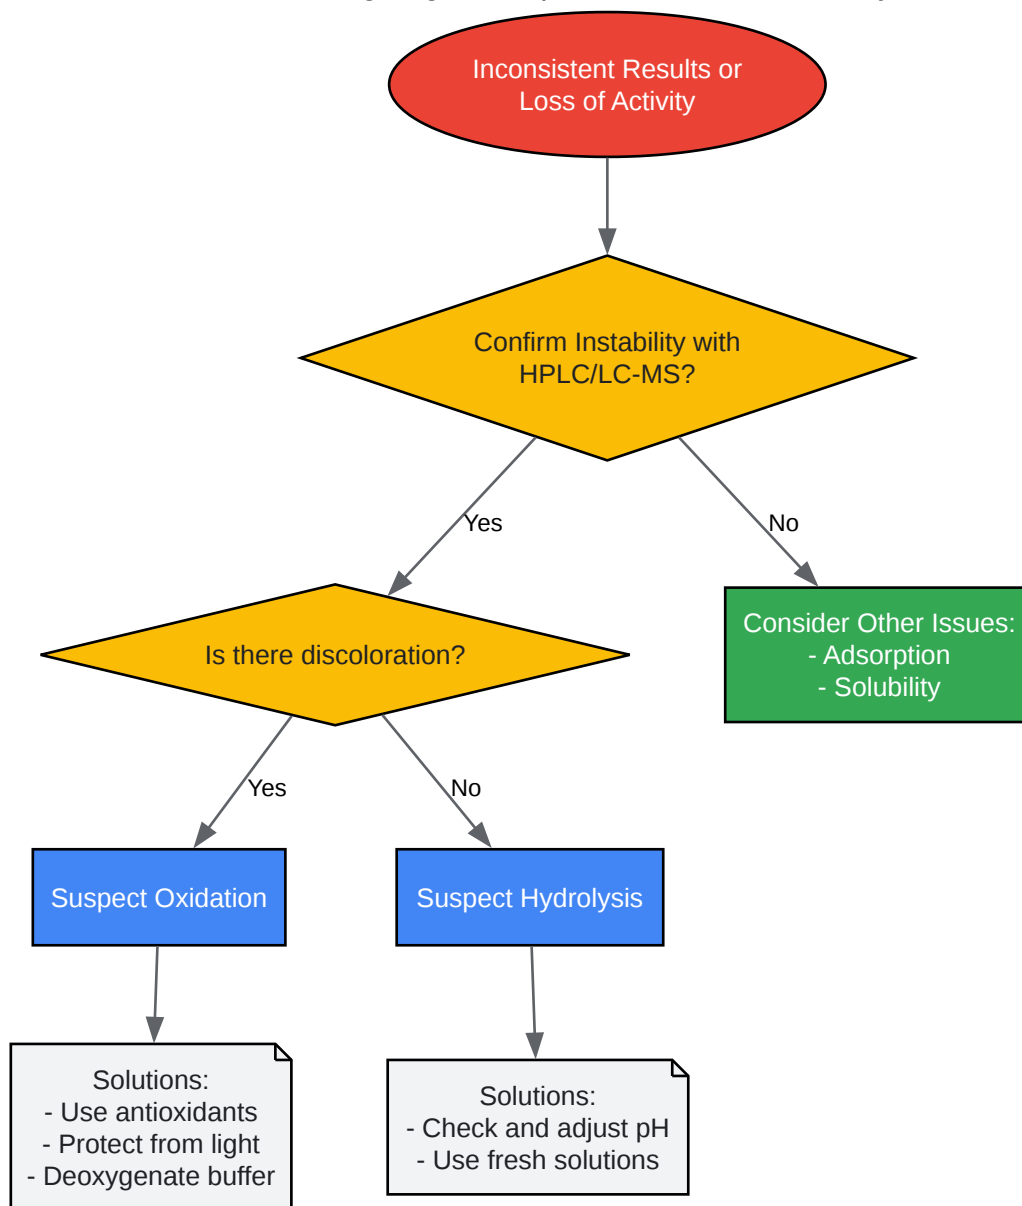 Inconsistent Results or
Loss of Activity
Confirm Instability with
HPLC/LC-MS?
Yes
No
Is there discoloration?
Consider Other Issues:
- Adsorption
- Solubility
Yes
No
Suspect Oxidation
Suspect Hydrolysis
Solutions:
- Use antioxidants
- Protect from light
- Deoxygenate buffer
Solutions:
- Check and adjust pH
- Use fresh solutions